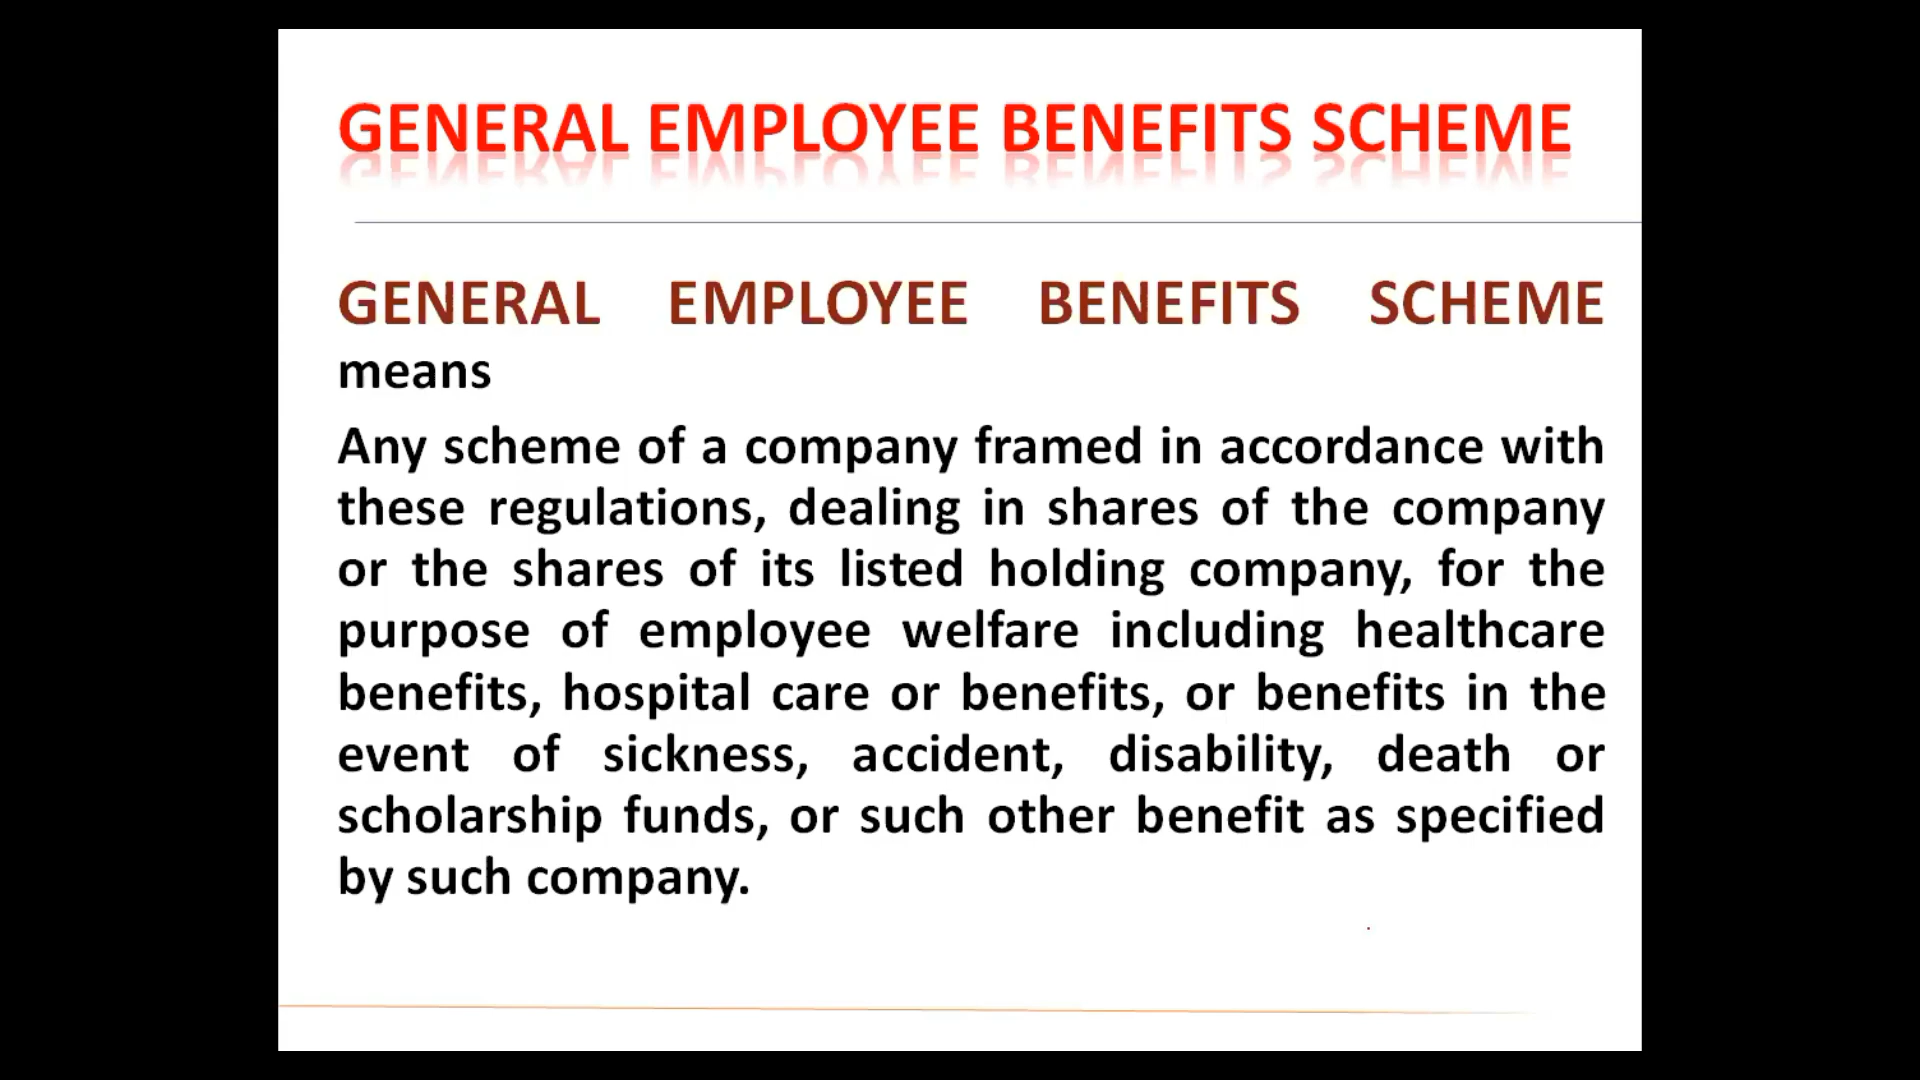 GENERAL EMPLOYEE BENEFITS SCHEME
GENERAL EMPLOYEE BENEFITS SCHEME
means
Any scheme of a company framed in accordance with
these regulations, dealing in shares of the company
or the shares of its listed holding company, for the
purpose of employee welfare including healthcare
benefits, hospital care or benefits, or benefits in the
event of sickness, accident, disability, death or
scholarship funds, or such other benefit as specified
by such company.